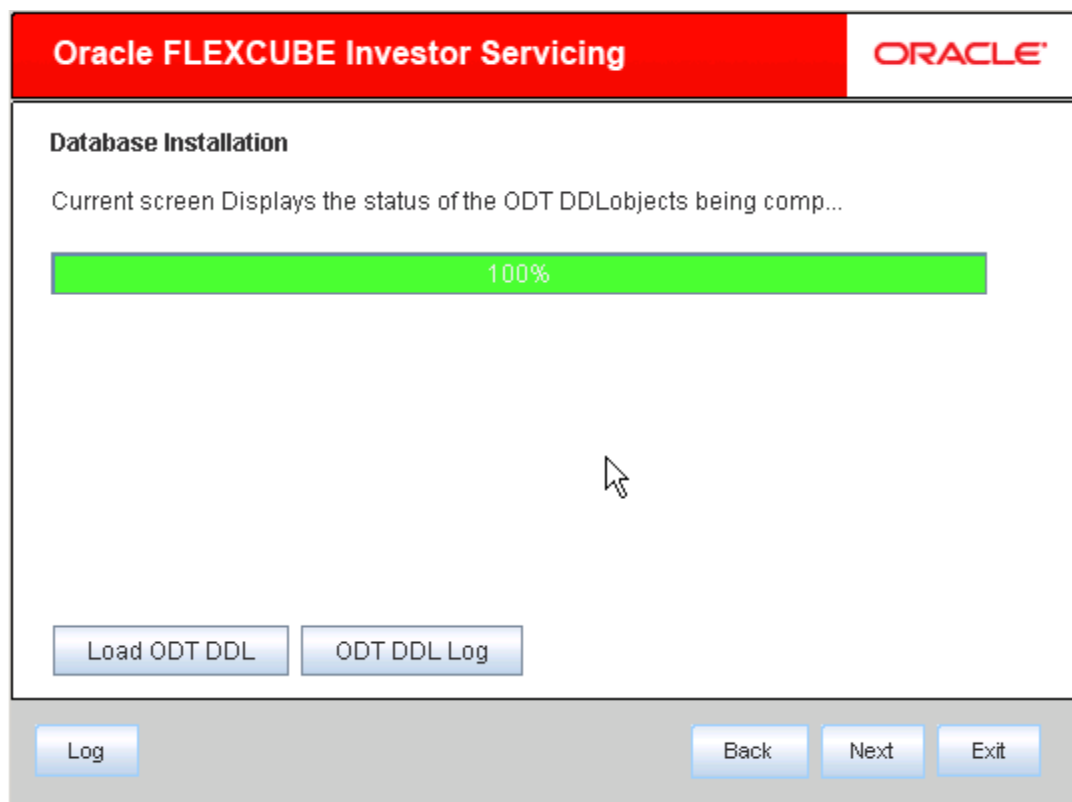 Oracle FLEXCUBE Investor Servicing
ORACLE
Database Installation
Current screen Displays the status of the ODT DDLobjects being comp...
100%
Load ODT DDL
ODT DDL Log
Log
Back
Next
Exit